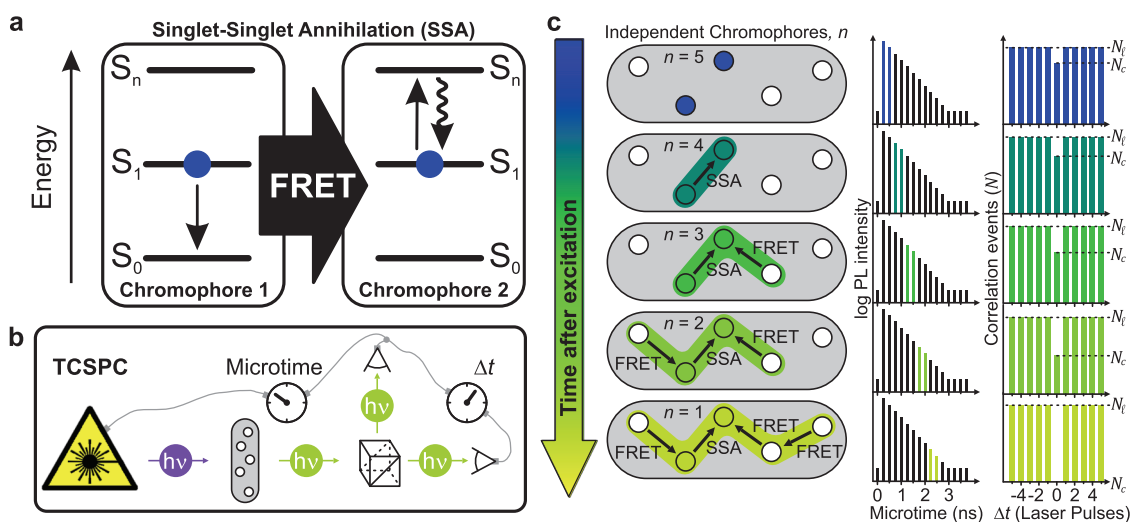 a
Singlet-Singlet Annihilation (SSA)
Energy
Sn
S1
S0
Chromophore 1
FRET
Sn
S1
S0
Chromophore 2
b
TCSPC
Microtime
Δt
hν
hν
hν
hν
c
Time after excitation
Independent Chromophores, n
n = 5
n = 4
SSA
n = 3
FRET
SSA
n = 2
FRET
SSA
FRET
n = 1
FRET
SSA
FRET
FRET
log PL intensity
0 1 2 3
Microtime (ns)
Correlation events (N)
Nℓ
Nc
Nℓ
Nc
Nℓ
Nc
Nℓ
Nc
Nℓ
Nc
-4 -2 0 2 4
Δt (Laser Pulses)